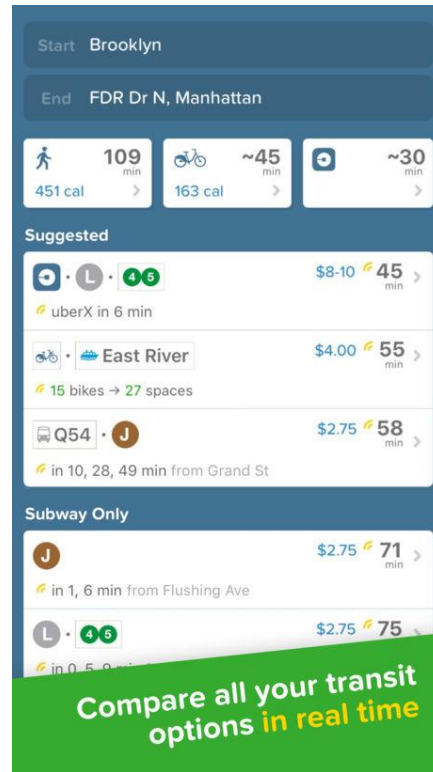 Start Brooklyn
End FDR Dr N, Manhattan
109 ~45 ~30
min min min
451 cal 163 cal
Suggested
L 4 5 $8-10 45
min
uberX in 6 min
East River $4.00 55
min
15 bikes → 27 spaces
Q54 J $2.75 58
min
in 10, 28, 49 min from Grand St
Subway Only
J $2.75 71
min
in 1, 6 min from Flushing Ave
L 4 5 $2.75 75
in 0, 5, 9
Compare all your transit
options in real time